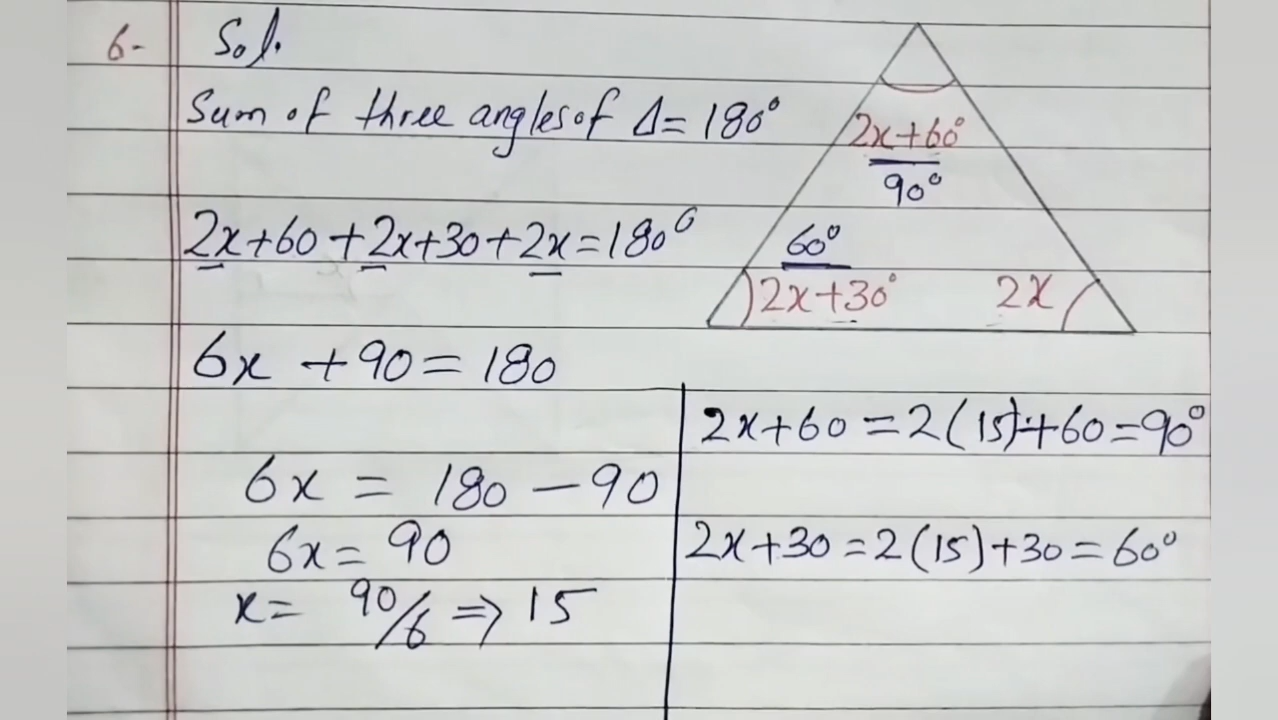 6- Sol.
Sum of three angles of Δ = 180°
2x+60+2x+30+2x=180°
6x +90=180
6x = 180 -90
6x= 90
x= 90/6 => 15
2x+60°
90°
60°
2x+30°
2x
2x+60 =2(15)+60=90°
2x+30=2(15)+30=60°